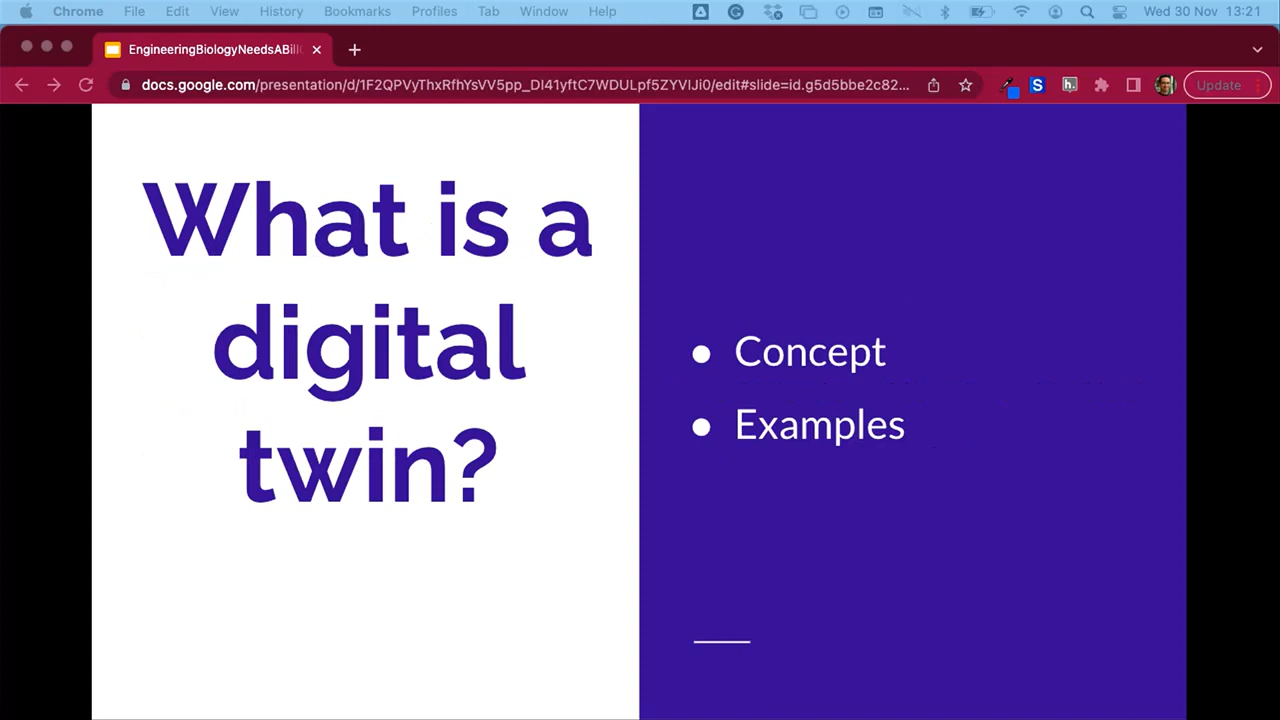 Chrome File Edit View History Bookmarks Profiles Tab Window Help Wed 30 Nov 13:21
EngineeringBiologyNeedsABill
docs.google.com/presentation/d/1F2QPVyThxRfhYsVV5pp_DI41yftC7WDULpf5ZYVIJi0/edit#slide=id.g5d5bbe2c82... Update
What is a
digital
twin?
● Concept
● Examples